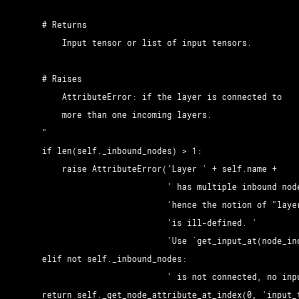 # Returns
Input tensor or list of input tensors.
# Raises
AttributeError: if the layer is connected to
more than one incoming layers.
"
if len(self._inbound_nodes) > 1:
raise AttributeError('Layer ' + self.name +
' has multiple inbound node
'hence the notion of "layer
'is ill-defined. '
'Use `get_input_at(node_ind
elif not self._inbound_nodes:
' is not connected, no inpu
return self._get_node_attribute_at_index(0, 'input_t